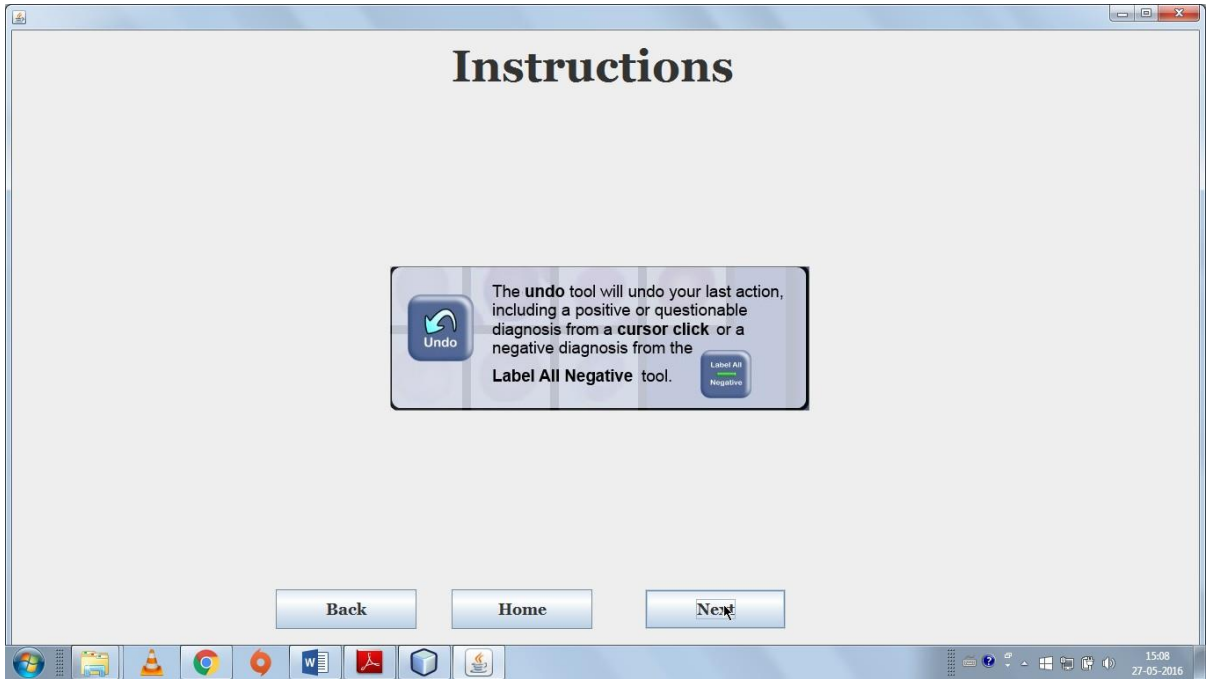 Instructions
The undo tool will undo your last action,
including a positive or questionable
diagnosis from a cursor click or a
negative diagnosis from the
Label All Negative tool.
Undo
Label All
Negative
Back
Home
Next
15:08
27-05-2016